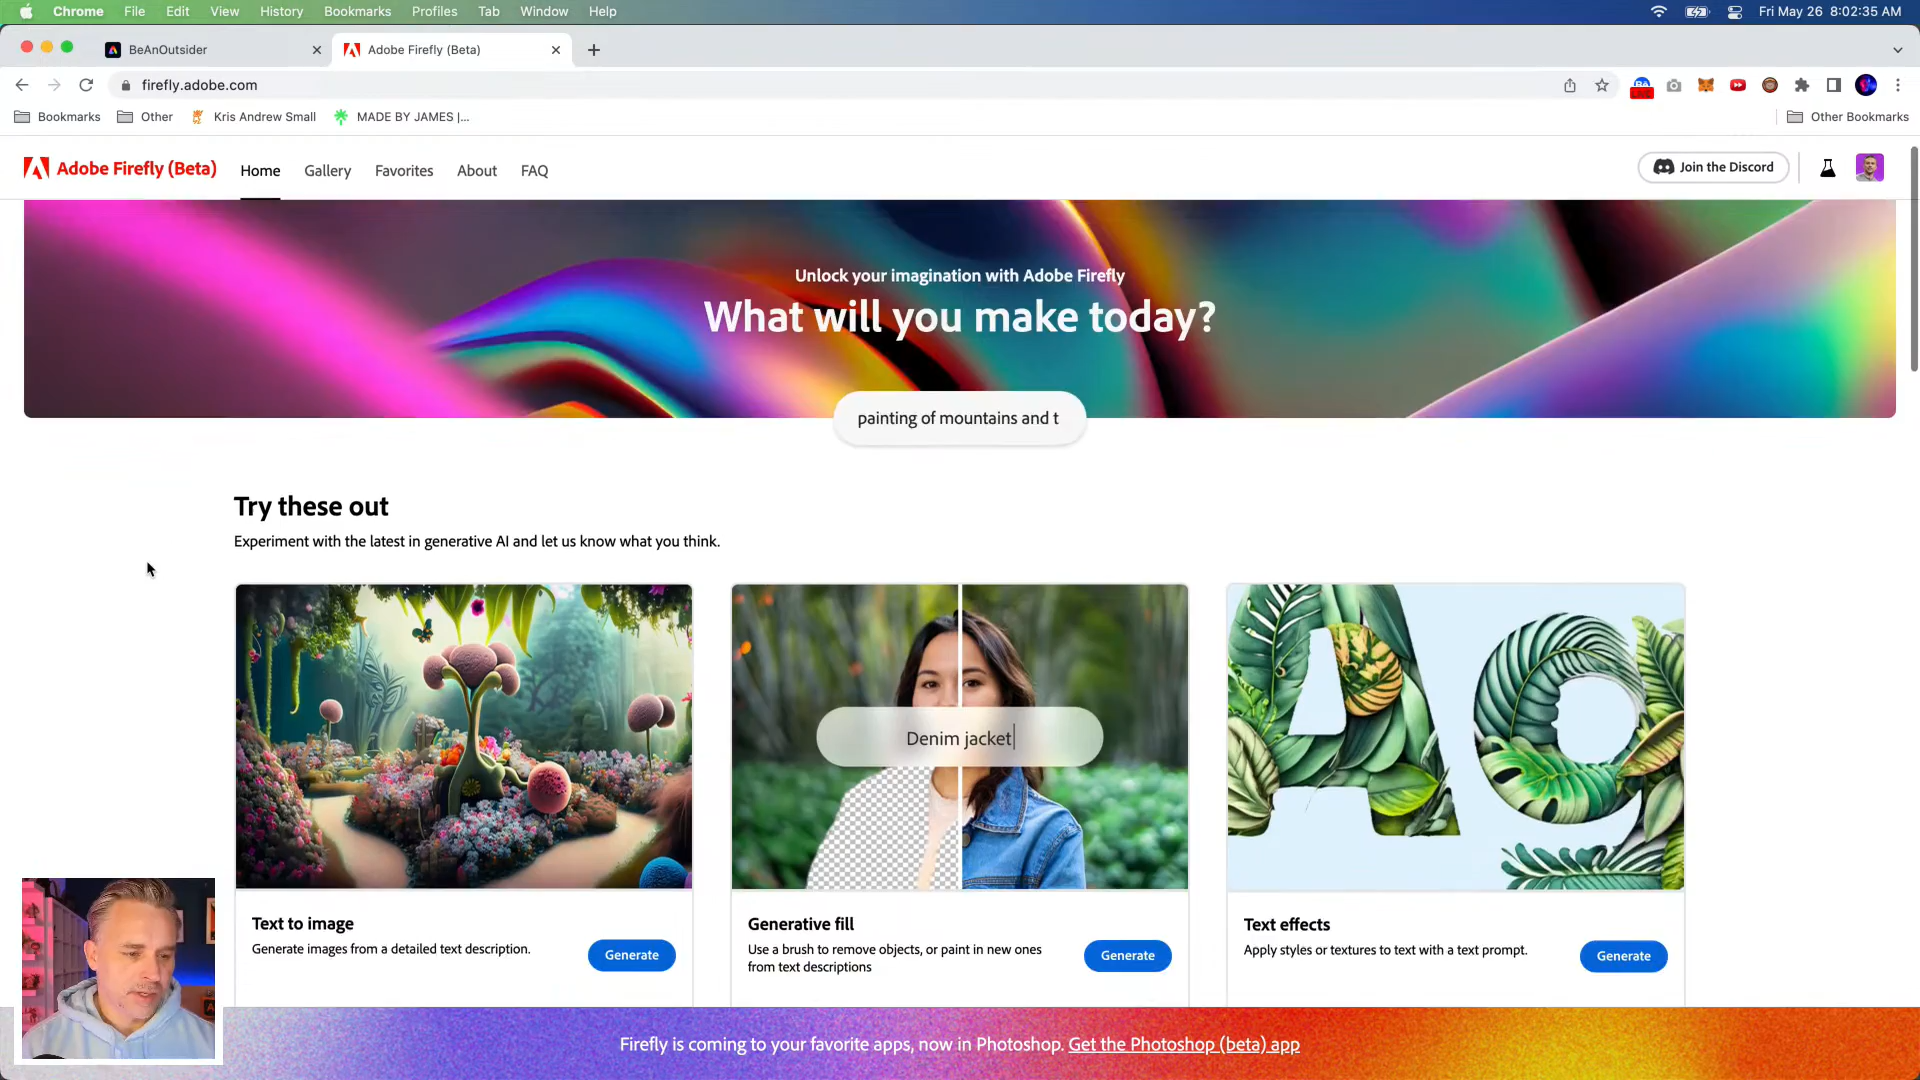 Chrome File Edit View History Bookmarks Profiles Tab Window Help Fri May 26 8:02:35 AM
BeAnOutsider Adobe Firefly (Beta)
firefly.adobe.com
Bookmarks Other Kris Andrew Small MADE BY JAMES |... Other Bookmarks
Adobe Firefly (Beta) Home Gallery Favorites About FAQ Join the Discord
Unlock your imagination with Adobe Firefly
What will you make today?
painting of mountains and t
Try these out
Experiment with the latest in generative AI and let us know what you think.
Denim jacket
Ag
Text to image
Generate images from a detailed text description.
Generate
Generative fill
Use a brush to remove objects, or paint in new ones
from text descriptions
Generate
Text effects
Apply styles or textures to text with a text prompt.
Generate
Firefly is coming to your favorite apps, now in Photoshop. Get the Photoshop (beta) app